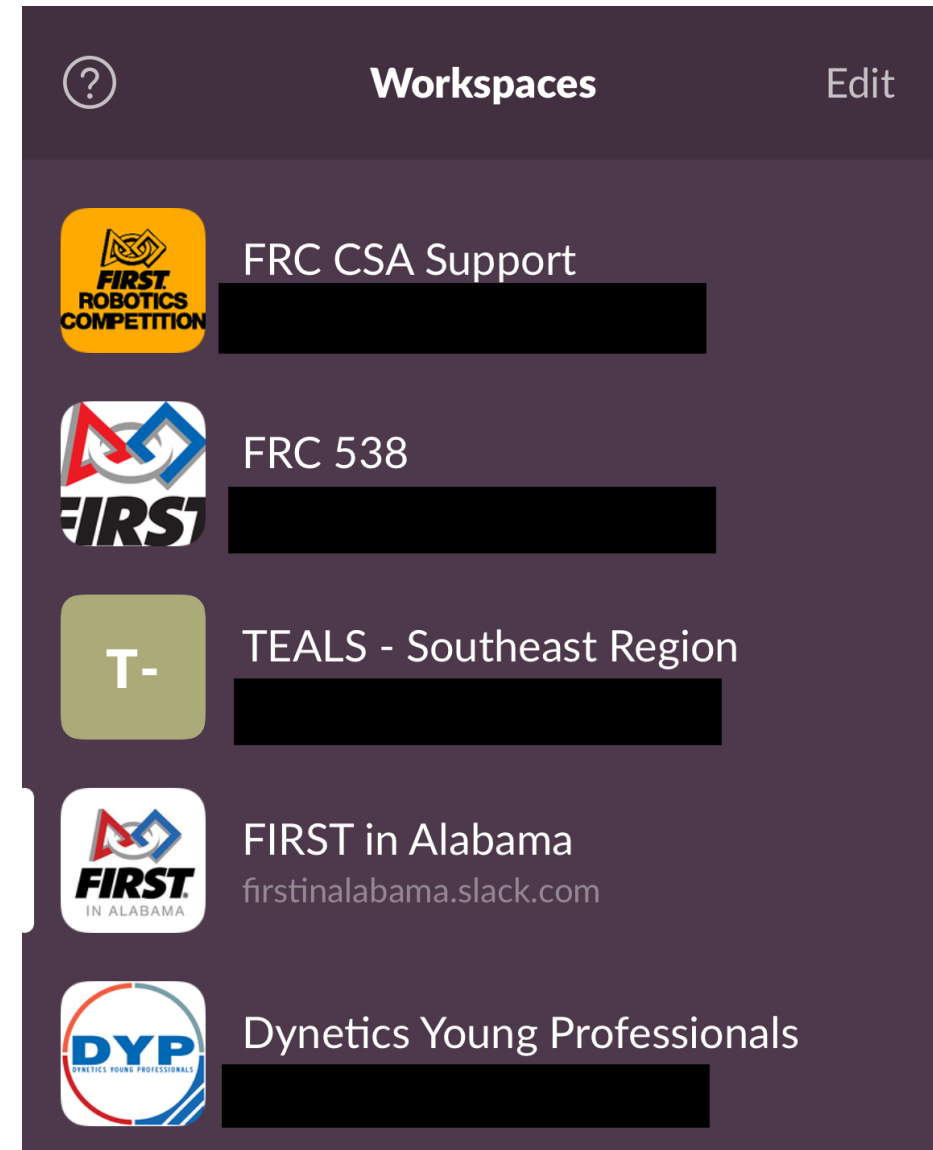 ?
Workspaces
Edit
FIRST
ROBOTICS
COMPETITION
FRC CSA Support
FIRST
FRC 538
T-
TEALS - Southeast Region
FIRST
IN ALABAMA
FIRST in Alabama
firstinalabama.slack.com
DYP
DYNETICS YOUNG PROFESSIONALS
Dynetics Young Professionals